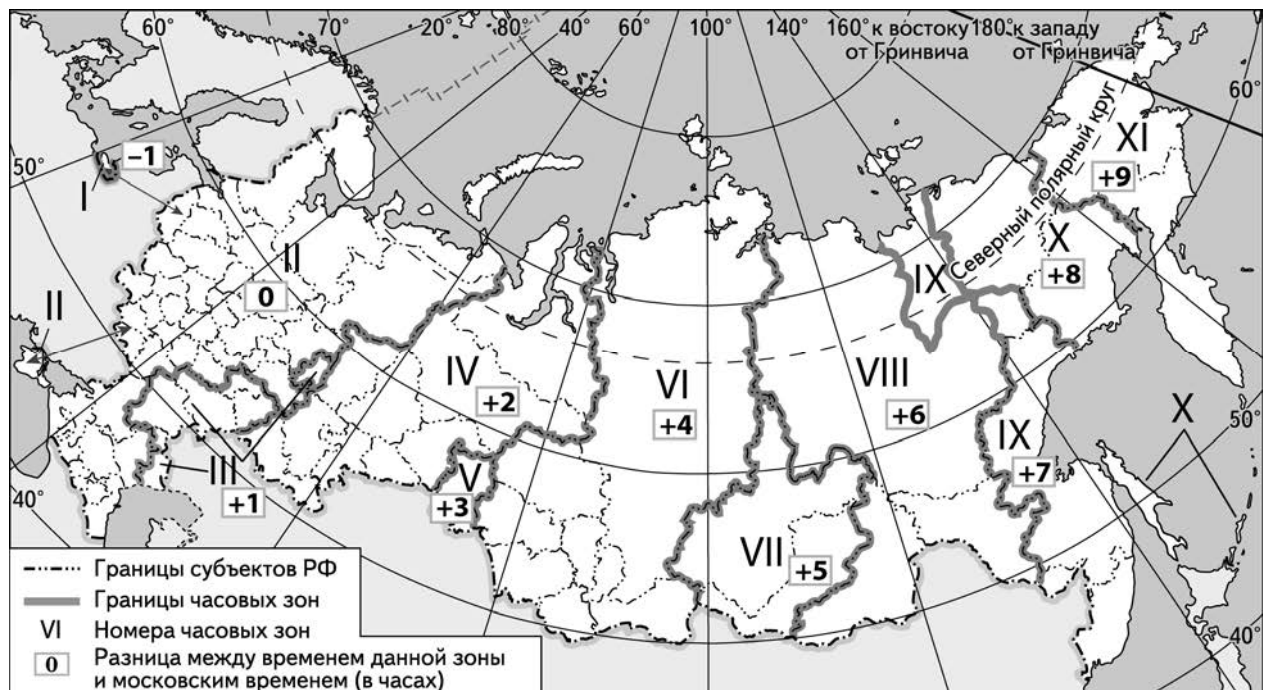 60°
70°
20°
40°
60°
80°
100°
120°
140°
160° к востоку
от Гринвича
180° к западу
от Гринвича
60°
50°
–1
I
II
0
II
Северный полярный круг
XI
+9
X
+8
IX
IV
+2
VI
+4
VIII
+6
IX
+7
X
50°
V
+3
III
+1
VII
+5
40°
40°
Границы субъектов РФ
Границы часовых зон
VI Номера часовых зон
0 Разница между временем данной зоны
и московским временем (в часах)